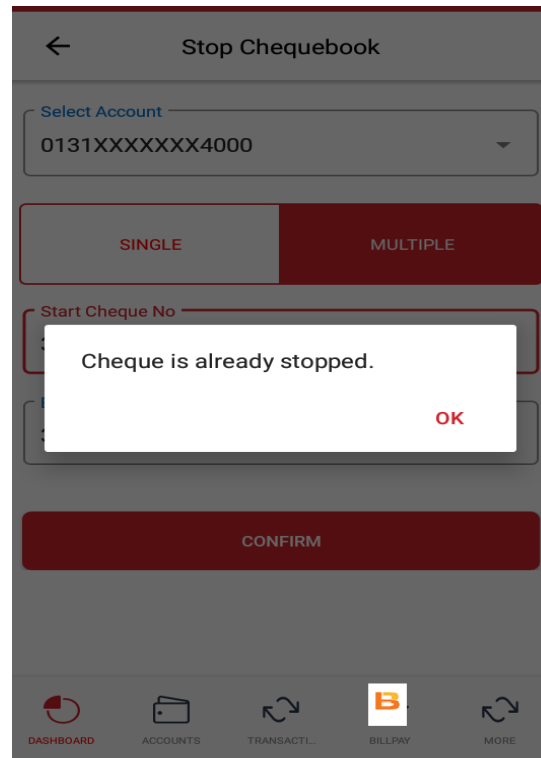 Stop Chequebook
Select Account
0131XXXXXXX4000
SINGLE
MULTIPLE
Start Cheque No
Cheque is already stopped.
OK
CONFIRM
B
DASHBOARD
ACCOUNTS
TRANSACTI...
BILLPAY
MORE